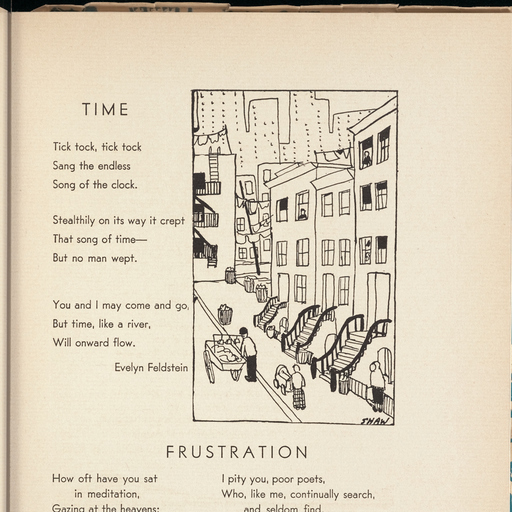 TIME
Tick tock, tick tock
Sang the endless
Song of the clock.
Stealthily on its way it crept
That song of time—
But no man wept.
You and I may come and go,
But time, like a river,
Will onward flow.
Evelyn Feldstein
SHAW
FRUSTRATION
How oft have you sat
in meditation,
Gazing at the heavens:
I pity you, poor poets,
Who, like me, continually search,
and seldom find.